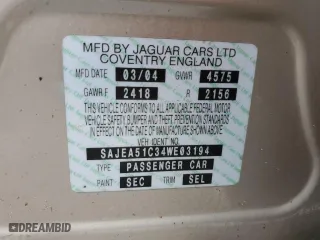 MFD BY JAGUAR CARS LTD
COVENTRY ENGLAND
MFD DATE 03/04 GVWR 4575
GAWR F 2418 R 2156
THIS VEHICLE CONFORMS TO ALL APPLICABLE FEDERAL MOTOR
VEHICLE SAFETY, BUMPER AND THEFT PREVENTION STANDARDS
IN EFFECT ON THE DATE OF MANUFACTURE SHOWN ABOVE
VEH. IDENT. NO.
SAJEA51C34WE03194
TYPE PASSENGER CAR
PAINT SEC TRIM SEL
AUTOBIDMASTER